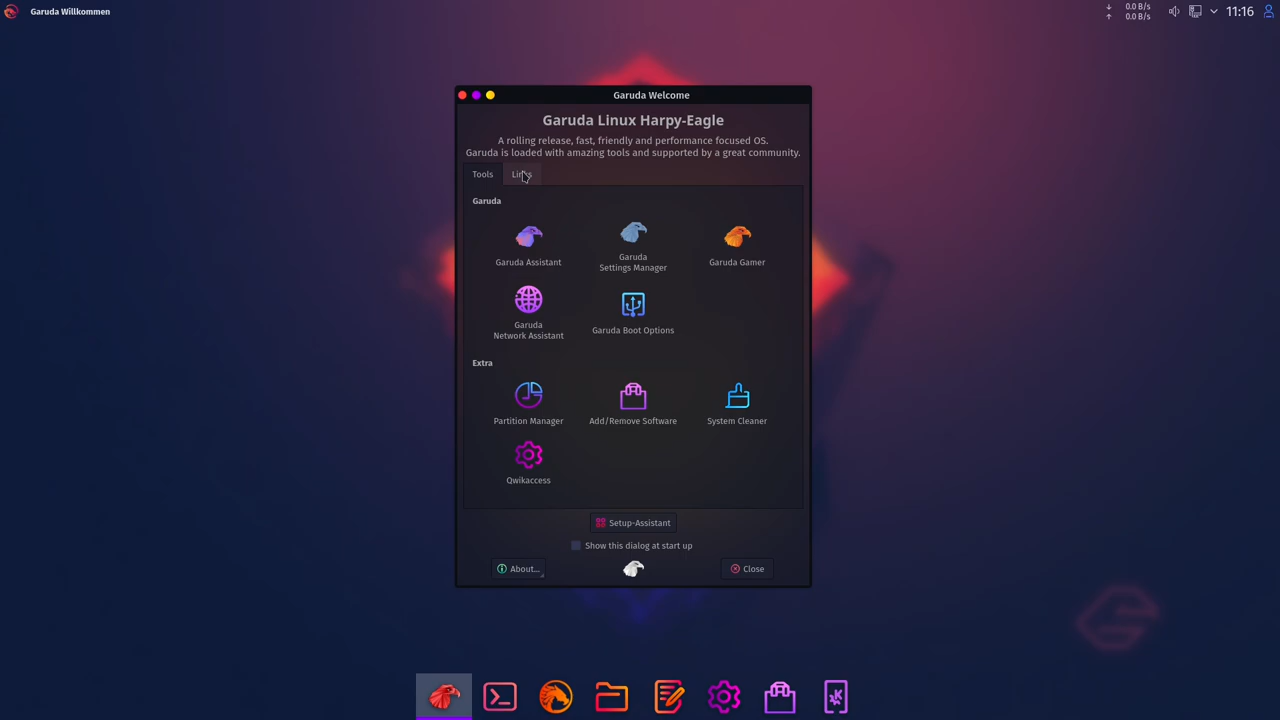 Garuda Willkommen
0.0 B/s
0.0 B/s
11:16
Garuda Welcome
Garuda Linux Harpy-Eagle
A rolling release, fast, friendly and performance focused OS.
Garuda is loaded with amazing tools and supported by a great community.
Tools
Links
Garuda
Garuda Assistant
Garuda
Settings Manager
Garuda Gamer
Garuda
Network Assistant
Garuda Boot Options
Extra
Partition Manager
Add/Remove Software
System Cleaner
Qwikaccess
Setup-Assistant
Show this dialog at start up
About...
Close